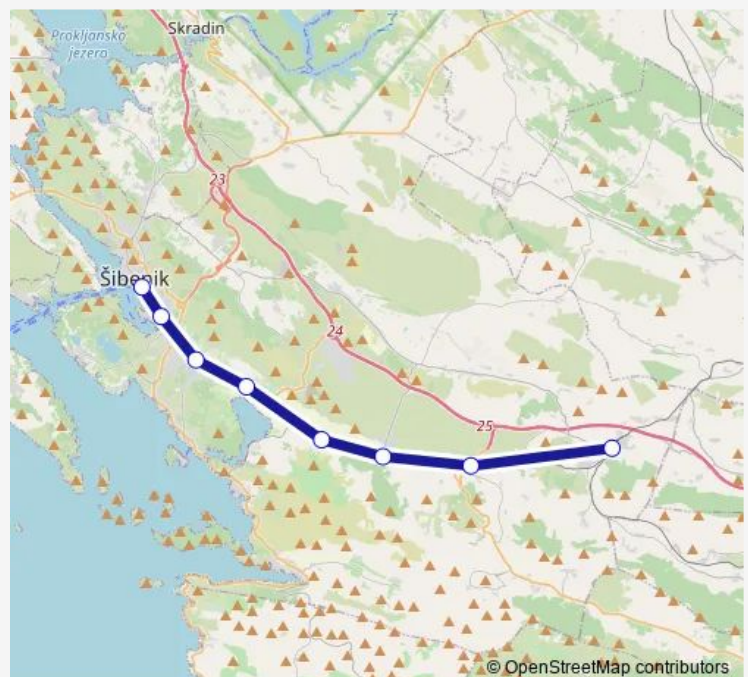 Skradin
Prokljansko
jezero
23
Šibenik
24
25
© OpenStreetMap contributors